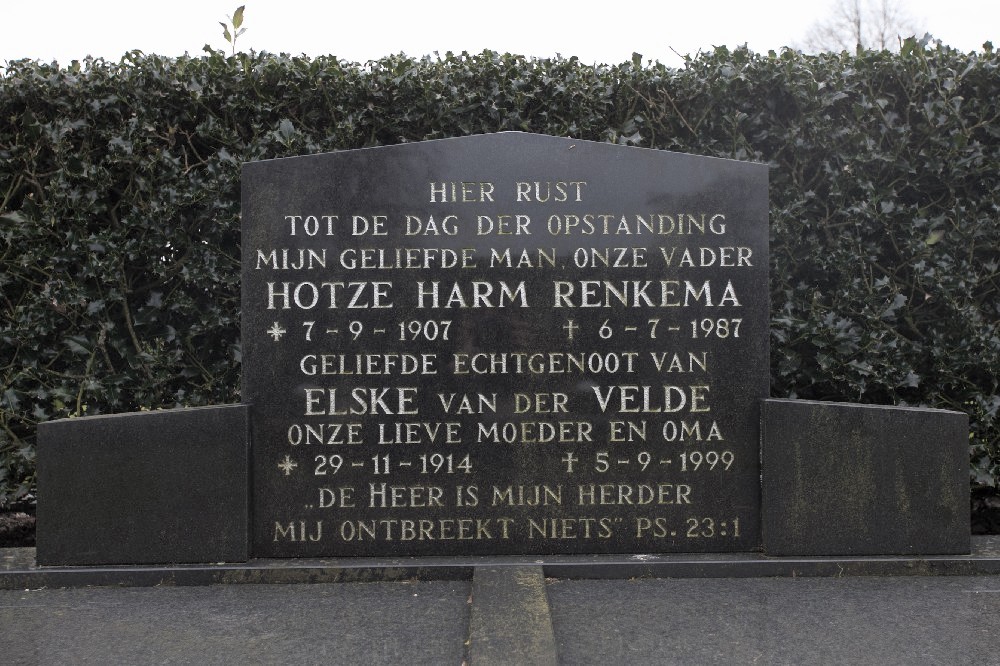 HIER RUST
TOT DE DAG DER OPSTANDING
MIJN GELIEFDE MAN, ONZE VADER
HOTZE HARM RENKEMA
* 7-9-1907 † 6-7-1987
GELIEFDE ECHTGENOOT VAN
ELSKE VAN DER VELDE
ONZE LIEVE MOEDER EN OMA
* 29-11-1914 † 5-9-1999
„DE HEER IS MIJN HERDER
MIJ ONTBREEKT NIETS" PS. 23:1